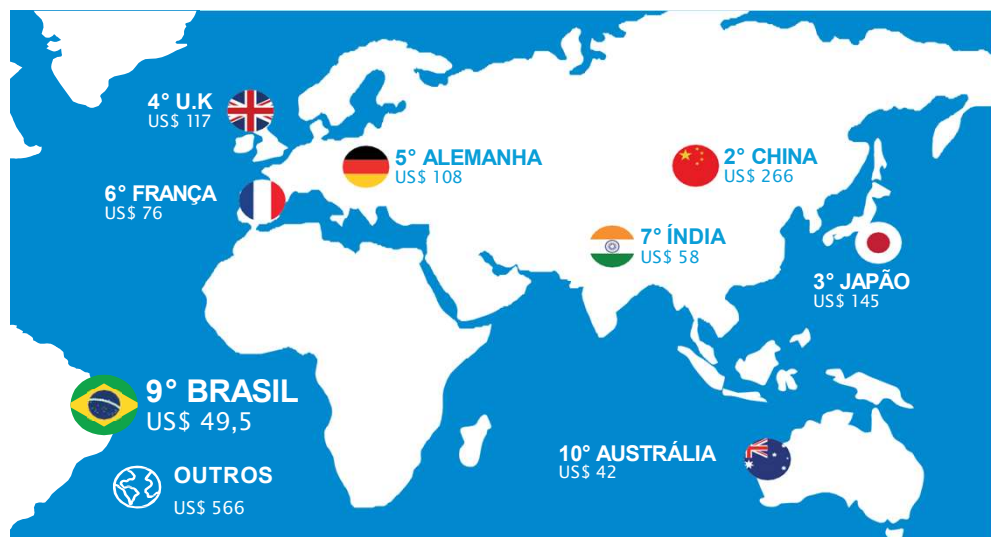 4° U.K
US$ 117
5° ALEMANHA
US$ 108
2° CHINA
US$ 266
6° FRANÇA
US$ 76
7° ÍNDIA
US$ 58
3° JAPÃO
US$ 145
9° BRASIL
US$ 49,5
10° AUSTRÁLIA
US$ 42
OUTROS
US$ 566